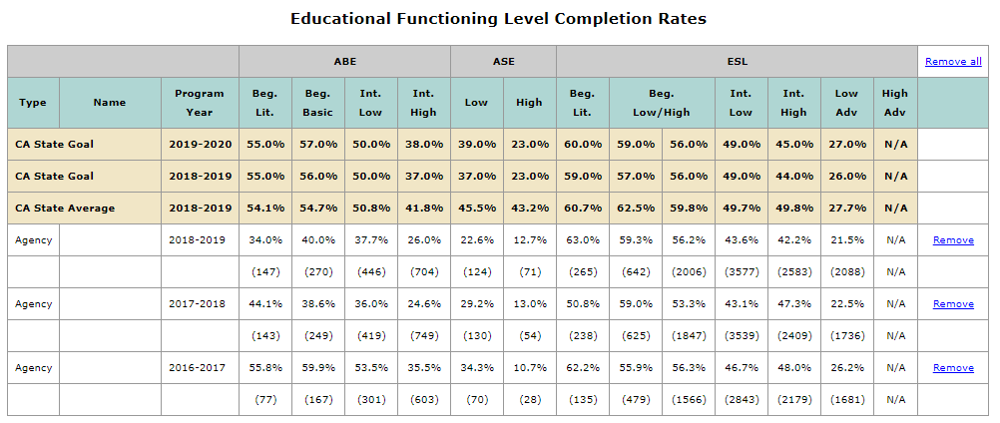 Educational Functioning Level Completion Rates
ABE ASE ESL Remove all
Type Name Program Year Beg. Lit. Beg. Basic Int. Low Int. High Low High Beg. Lit. Beg. Low/High Int. Low Int. High Low Adv High Adv
CA State Goal 2019-2020 55.0% 57.0% 50.0% 38.0% 39.0% 23.0% 60.0% 59.0% 56.0% 49.0% 45.0% 27.0% N/A
CA State Goal 2018-2019 55.0% 56.0% 50.0% 37.0% 37.0% 23.0% 59.0% 57.0% 56.0% 49.0% 44.0% 26.0% N/A
CA State Average 2018-2019 54.1% 54.7% 50.8% 41.8% 45.5% 43.2% 60.7% 62.5% 59.8% 49.7% 49.8% 27.7% N/A
Agency 2018-2019 34.0% 40.0% 37.7% 26.0% 22.6% 12.7% 63.0% 59.3% 56.2% 43.6% 42.2% 21.5% N/A Remove
(147) (270) (446) (704) (124) (71) (265) (642) (2006) (3577) (2583) (2088) N/A
Agency 2017-2018 44.1% 38.6% 36.0% 24.6% 29.2% 13.0% 50.8% 59.0% 53.3% 43.1% 47.3% 22.5% N/A Remove
(143) (249) (419) (749) (130) (54) (238) (625) (1847) (3539) (2409) (1736) N/A
Agency 2016-2017 55.8% 59.9% 53.5% 35.5% 34.3% 10.7% 62.2% 55.9% 56.3% 46.7% 48.0% 26.2% N/A Remove
(77) (167) (301) (603) (70) (28) (135) (479) (1566) (2843) (2179) (1681) N/A